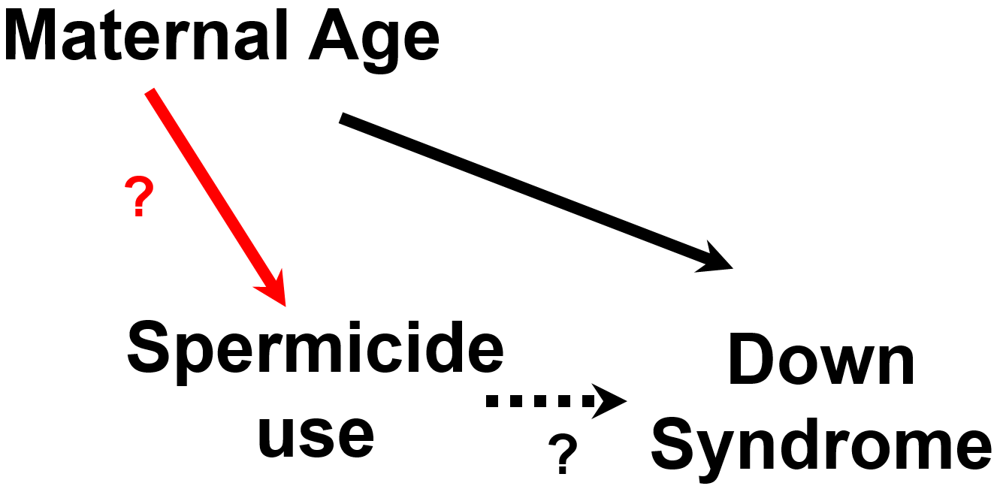 Maternal Age
?
Spermicide
use
Down
Syndrome
?